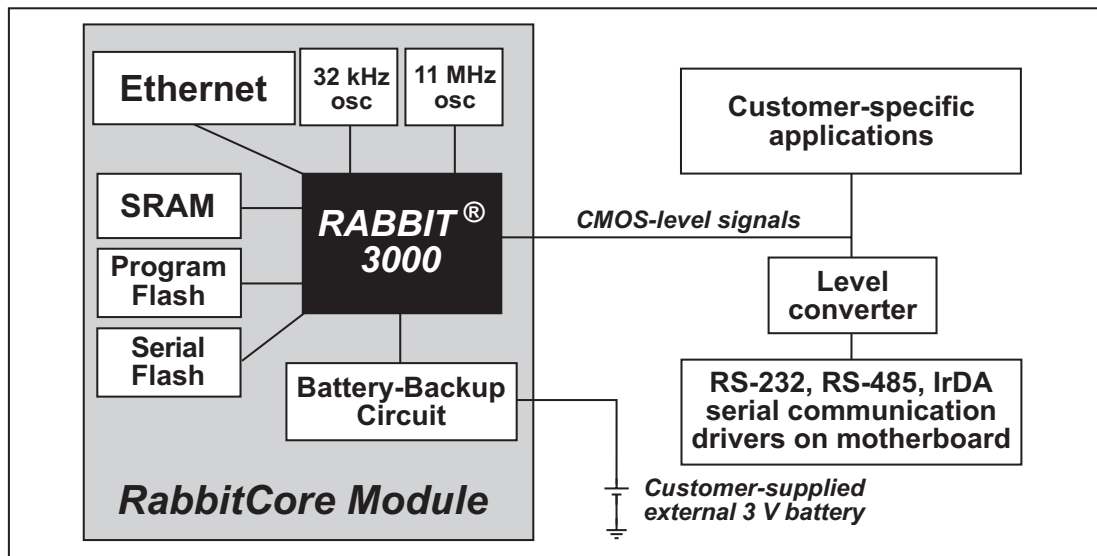 Ethernet
32 kHz
osc
11 MHz
osc
SRAM
Program
Flash
Serial
Flash
RABBIT ®
3000
Battery-Backup
Circuit
RabbitCore Module
CMOS-level signals
Customer-specific
applications
Level
converter
RS-232, RS-485, IrDA
serial communication
drivers on motherboard
Customer-supplied
external 3 V battery